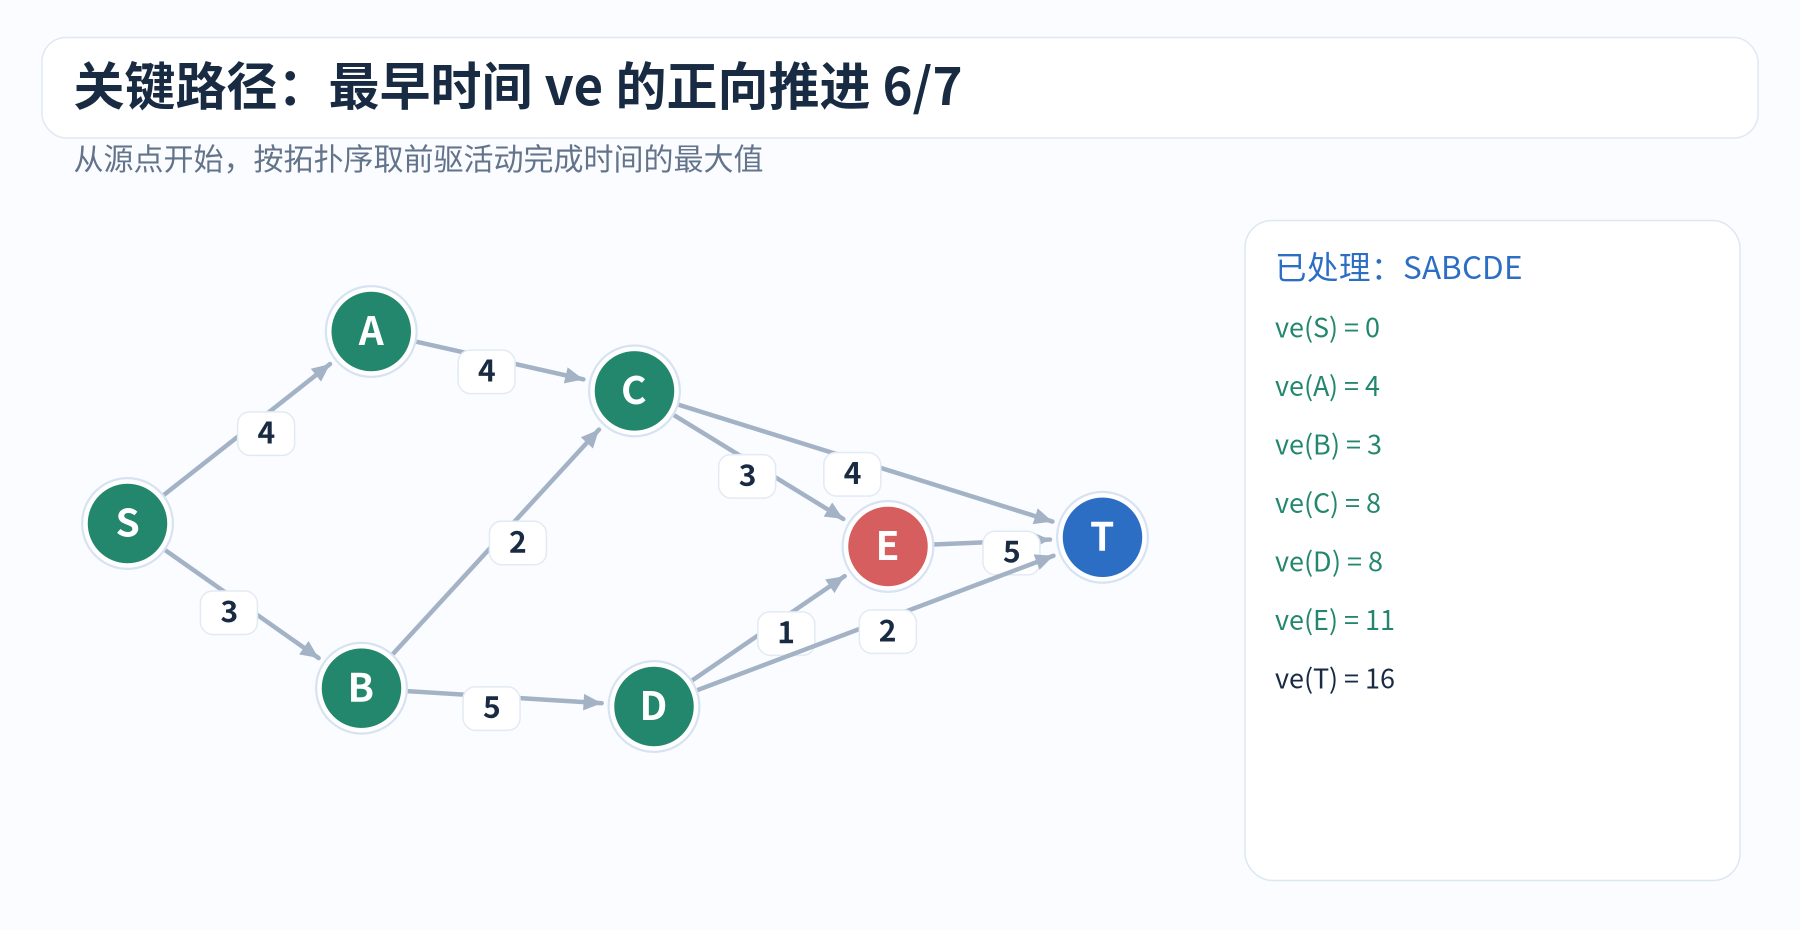 关键路径：最早时间 ve 的正向推进 6/7
从源点开始，按拓扑序取前驱活动完成时间的最大值
已处理：SABCDE
ve(S) = 0
ve(A) = 4
ve(B) = 3
ve(C) = 8
ve(D) = 8
ve(E) = 11
ve(T) = 16
A
4
C
4
3
4
S
2
E
5
T
3
1
2
B
5
D